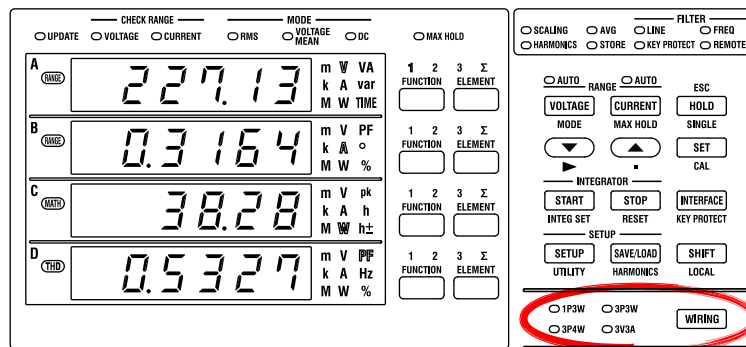 CHECK RANGE MODE
UPDATE VOLTAGE CURRENT RMS VOLTAGE MEAN DC MAX HOLD
A RANGE 227.13 m V VA
k A var
M W TIME
1 2 3 Σ
FUNCTION ELEMENT
B RANGE 0.3164 m V PF
k A °
M W %
1 2 3 Σ
FUNCTION ELEMENT
C MATH 38.28 m V pk
k A h
M W h±
1 2 3 Σ
FUNCTION ELEMENT
D THD 0.5327 m V PF
k A Hz
M W %
1 2 3 Σ
FUNCTION ELEMENT
FILTER
SCALING AVG LINE FREQ
HARMONICS STORE KEY PROTECT REMOTE
AUTO AUTO ESC
RANGE
VOLTAGE CURRENT HOLD
MODE MAX HOLD SINGLE
SET
CAL
INTEGRATOR
START STOP INTERFACE
INTEG SET RESET KEY PROTECT
SETUP
SETUP SAVE/LOAD SHIFT
UTILITY HARMONICS LOCAL
1P3W 3P3W WIRING
3P4W 3V3A